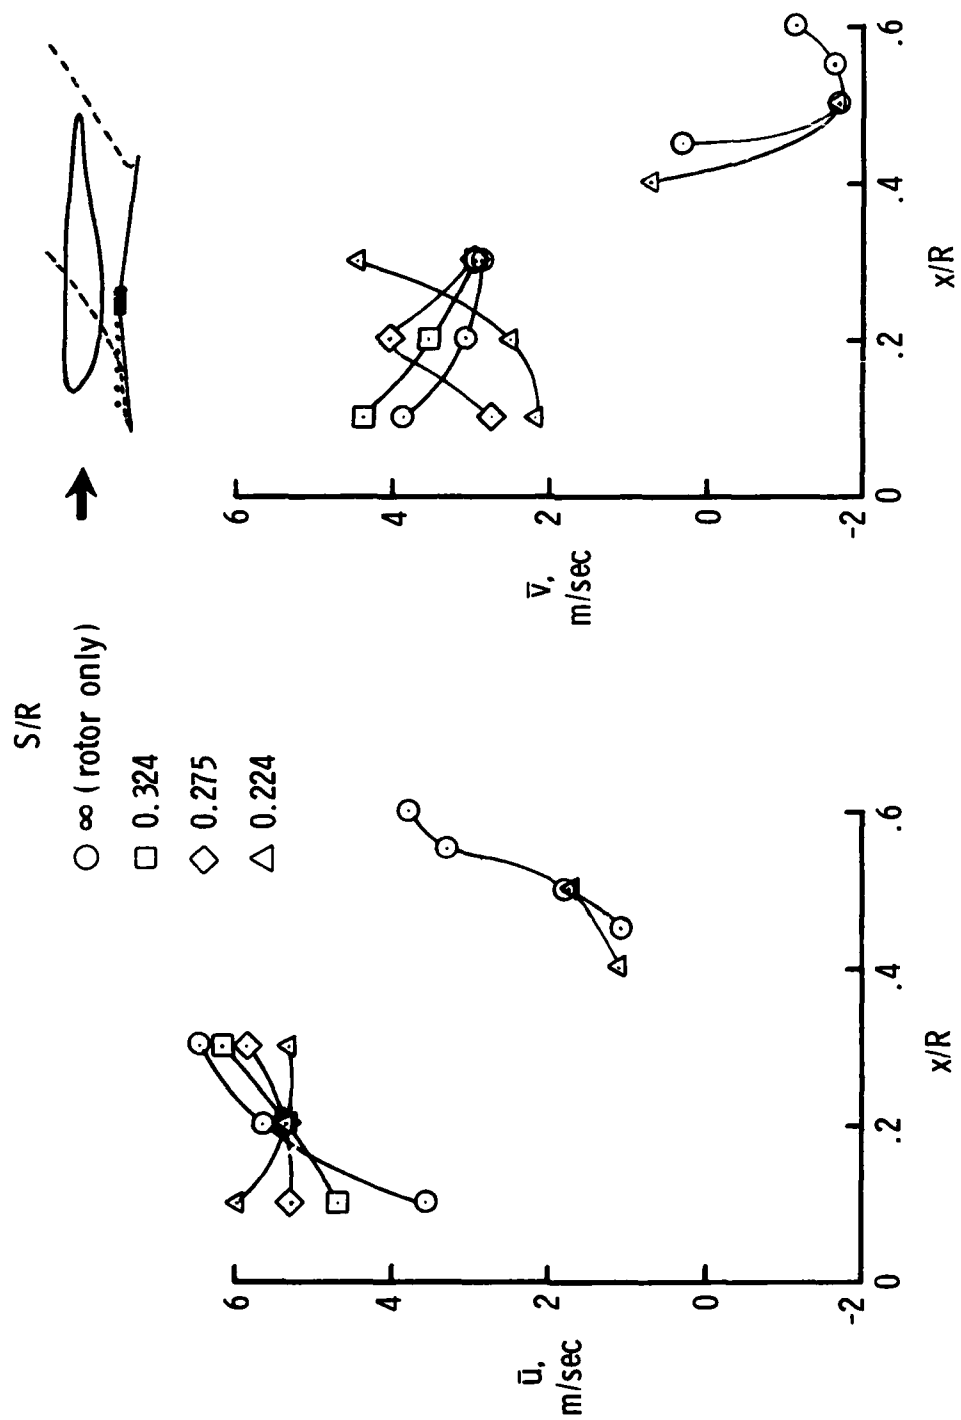 S/R
∞ (rotor only)
0.324
0.275
0.224
6
4
2
0
-2
u̅,
m/sec
0
.2
.4
.6
x/R
6
4
2
0
-2
v̅,
m/sec
0
.2
.4
.6
x/R